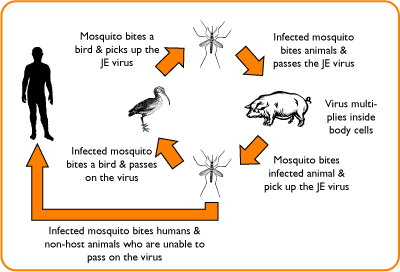 Mosquito bites a
bird & picks up the
JE virus
Infected mosquito
bites animals &
passes the JE virus
Virus multi-
plies inside
body cells
Infected mosquito
bites a bird & passes
on the virus
Mosquito bites
infected animal &
pick up the JE virus
Infected mosquito bites humans &
non-host animals who are unable to
pass on the virus